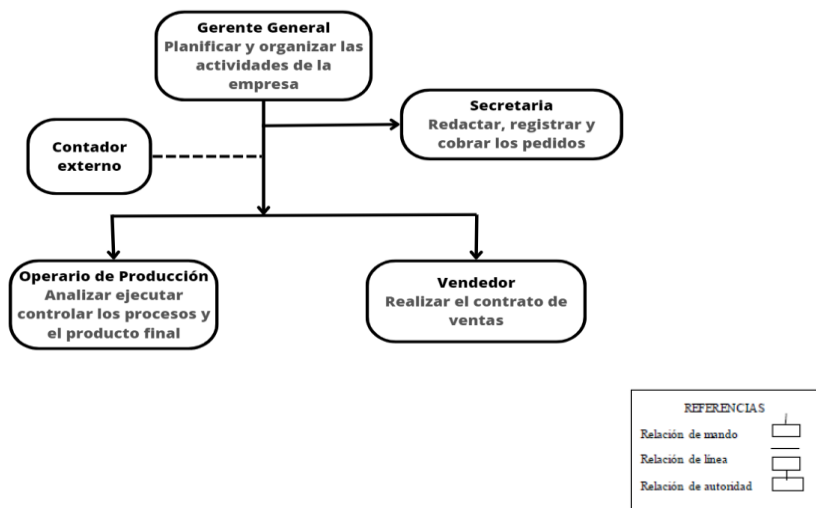 Gerente General
Planificar y organizar las
actividades de la
empresa
Secretaria
Redactar, registrar y
cobrar los pedidos
Contador
externo
Operario de Producción
Analizar ejecutar
controlar los procesos y
el producto final
Vendedor
Realizar el contrato de
ventas
REFERENCIAS
Relación de mando
Relación de línea
Relación de autoridad